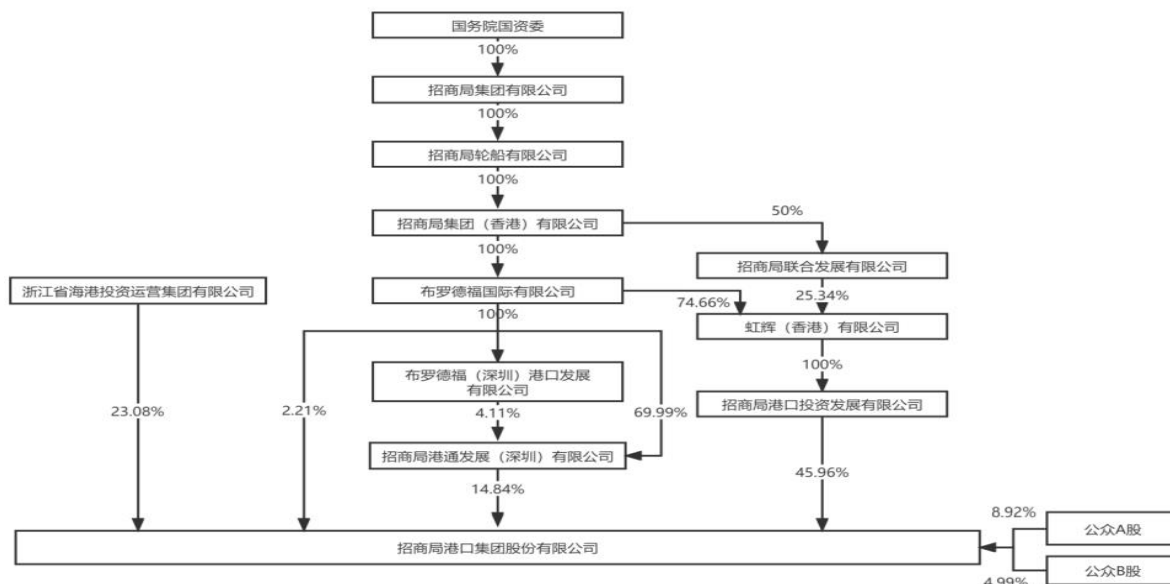 国务院国资委
100%
招商局集团有限公司
100%
招商局轮船有限公司
100%
招商局集团（香港）有限公司
50%
100%
招商局联合发展有限公司
浙江省海港投资运营集团有限公司
布罗德福国际有限公司
74.66%
25.34%
100%
虹辉（香港）有限公司
100%
布罗德福（深圳）港口发展
有限公司
招商局港口投资发展有限公司
23.08%
2.21%
4.11%
69.99%
招商局港通发展（深圳）有限公司
45.96%
14.84%
8.92%
公众A股
招商局港口集团股份有限公司
公众B股
4.99%